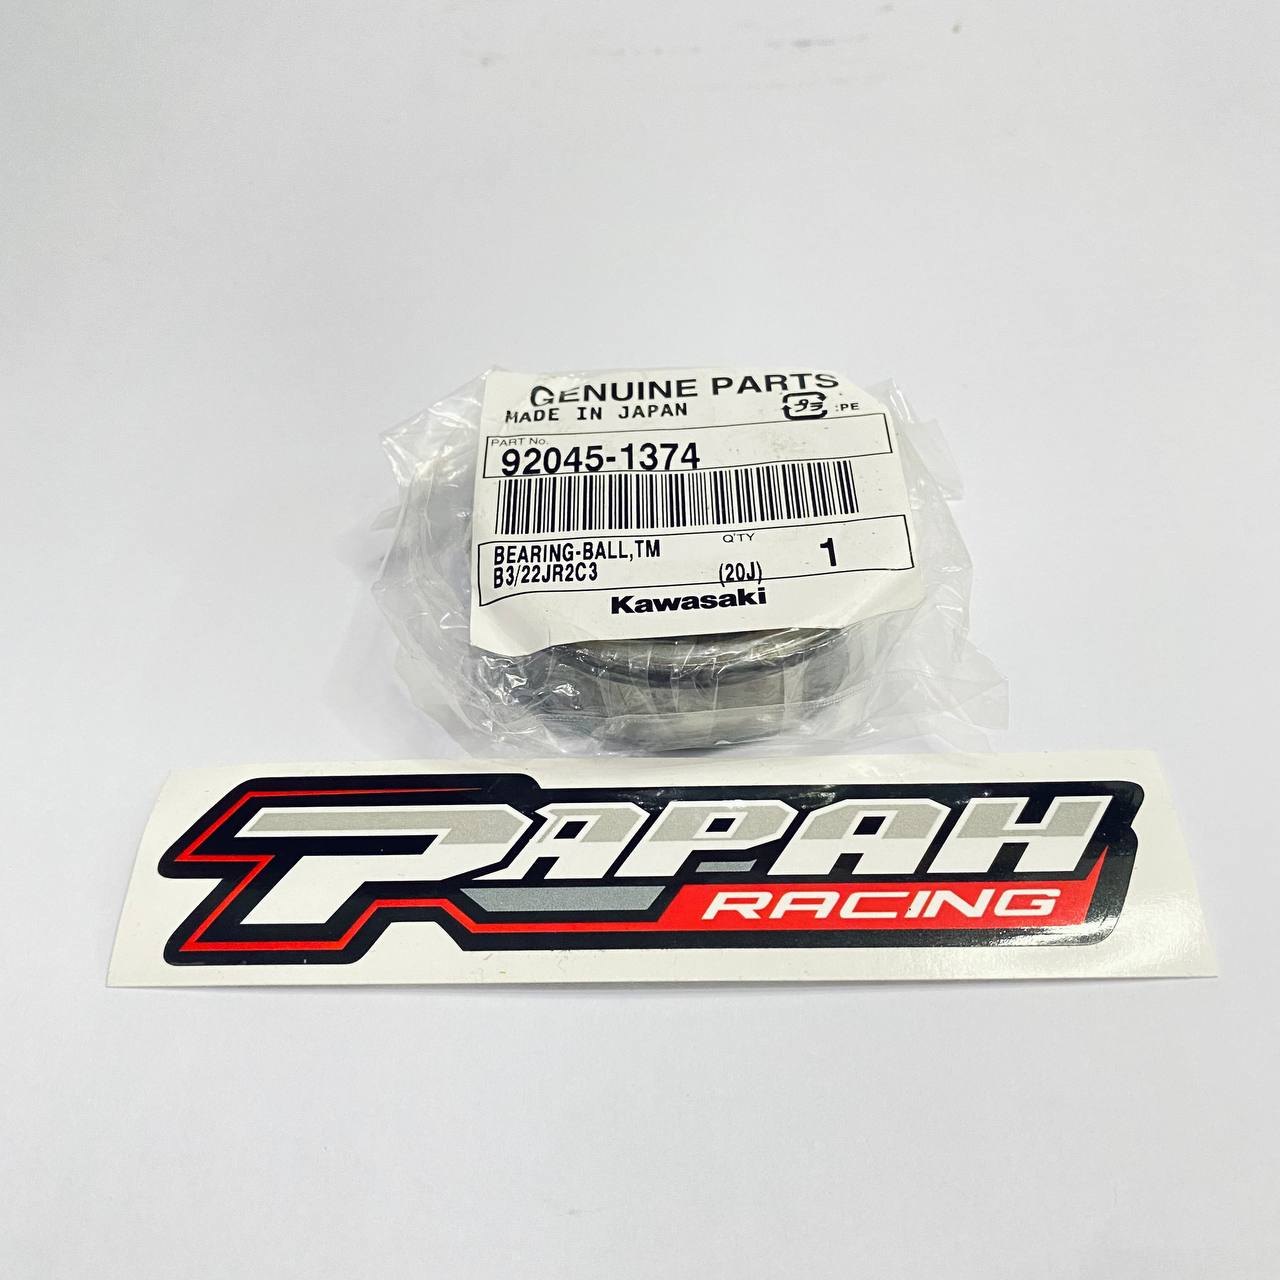 GENUINE PARTS
MADE IN JAPAN
:PE
PART No.
92045-1374
BEARING-BALL,TM
Q'TY
1
B3/22JR2C3
(20J)
Kawasaki
PAPAH
RACING